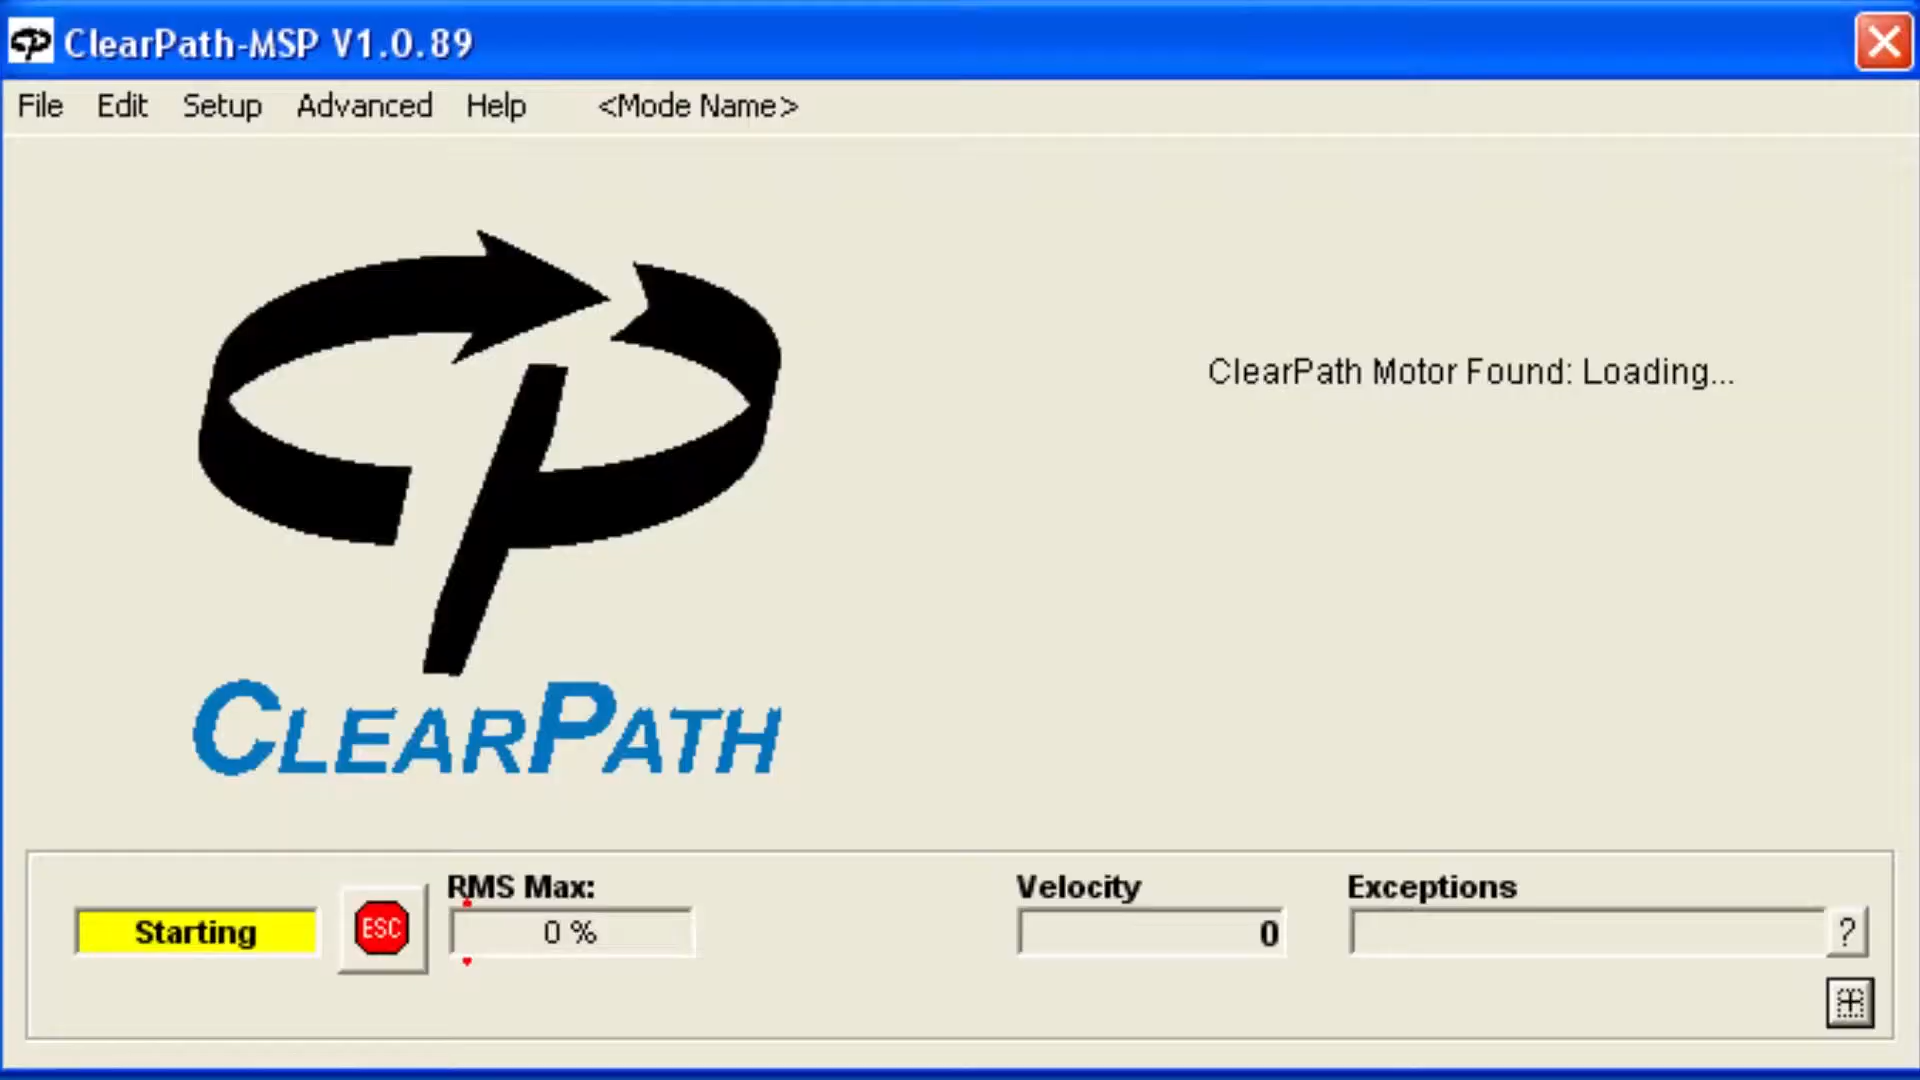 ClearPath-MSP V1.0.89
File Edit Setup Advanced Help <Mode Name>
ClearPath Motor Found: Loading...
CLEARPATH
RMS Max: Velocity Exceptions
Starting ESC 0 % 0 ?